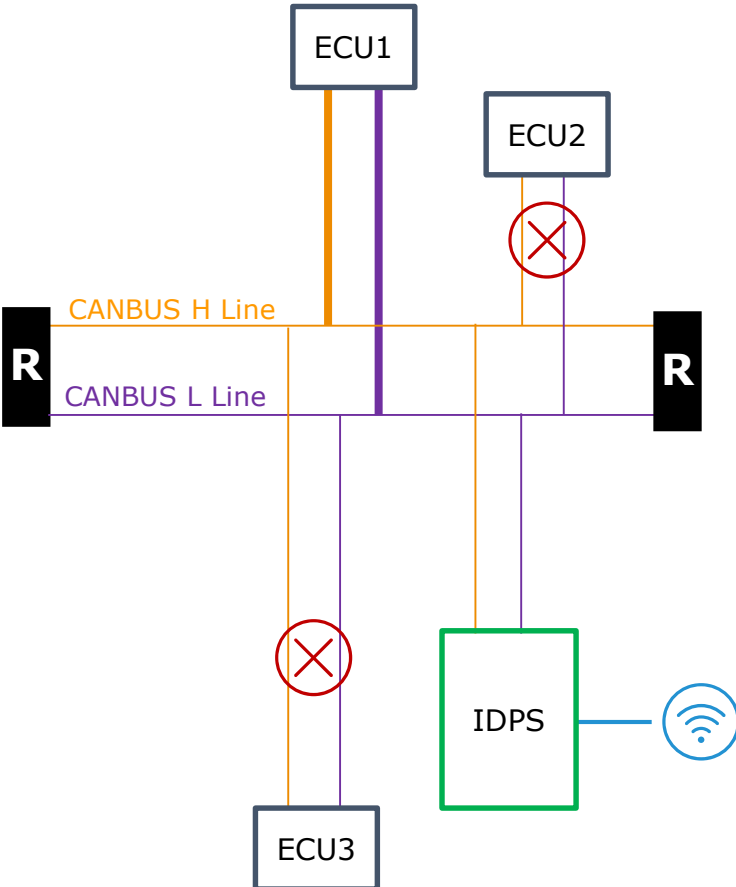 ECU1
ECU2
CANBUS H Line
R
R
CANBUS L Line
IDPS
ECU3